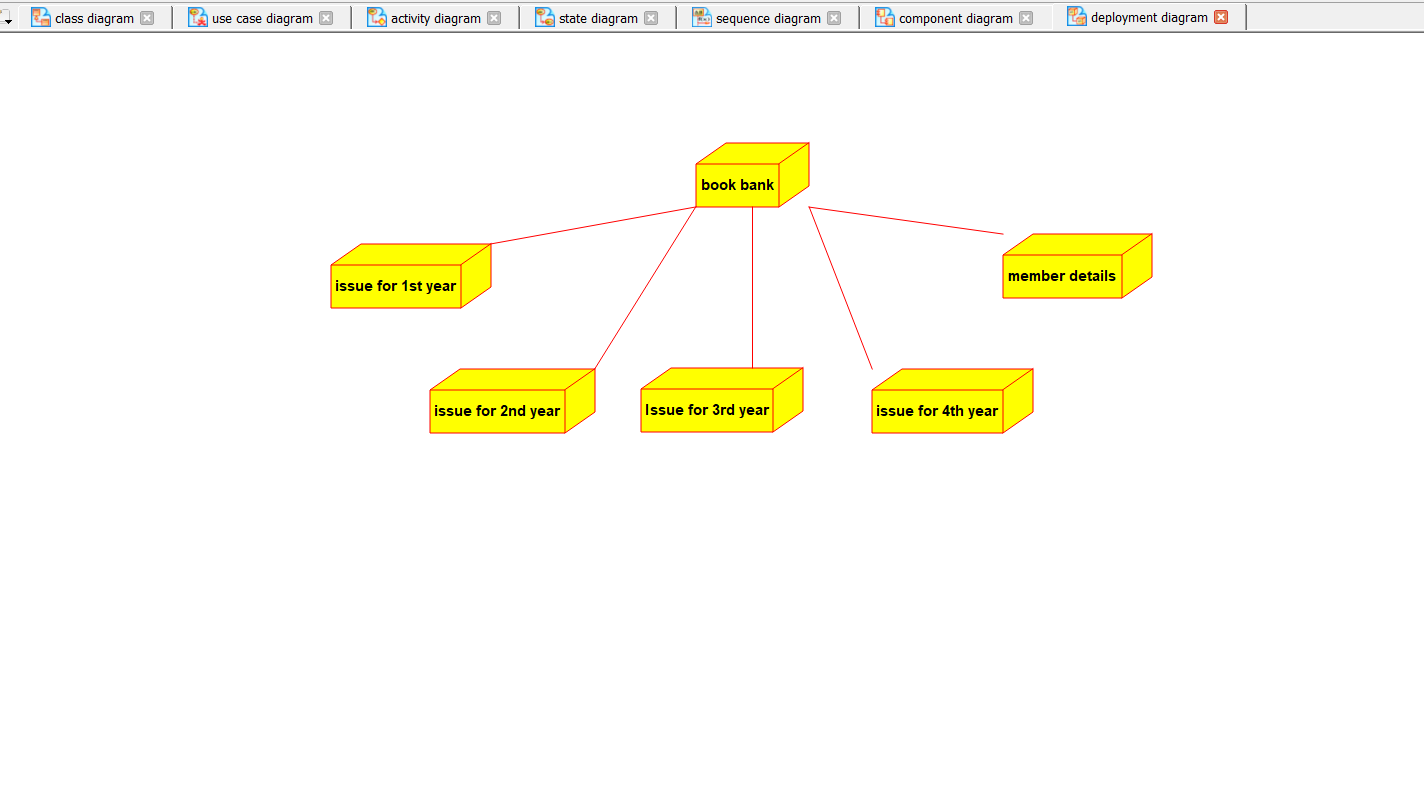 class diagram
use case diagram
activity diagram
state diagram
sequence diagram
component diagram
deployment diagram
book bank
issue for 1st year
member details
issue for 2nd year
Issue for 3rd year
issue for 4th year